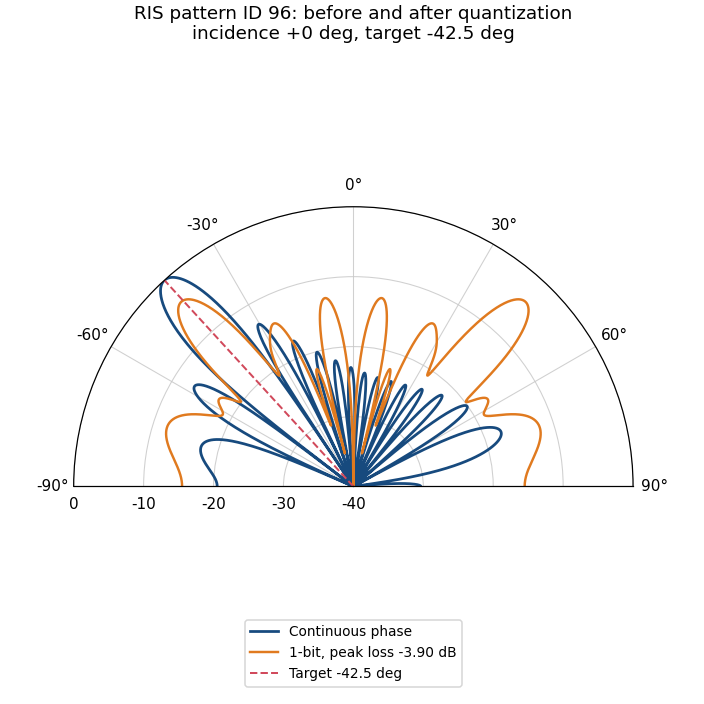 RIS pattern ID 96: before and after quantization
incidence +0 deg, target -42.5 deg
0°
-30°
30°
-60°
60°
-90°
90°
0
-10
-20
-30
-40
Continuous phase
1-bit, peak loss -3.90 dB
Target -42.5 deg